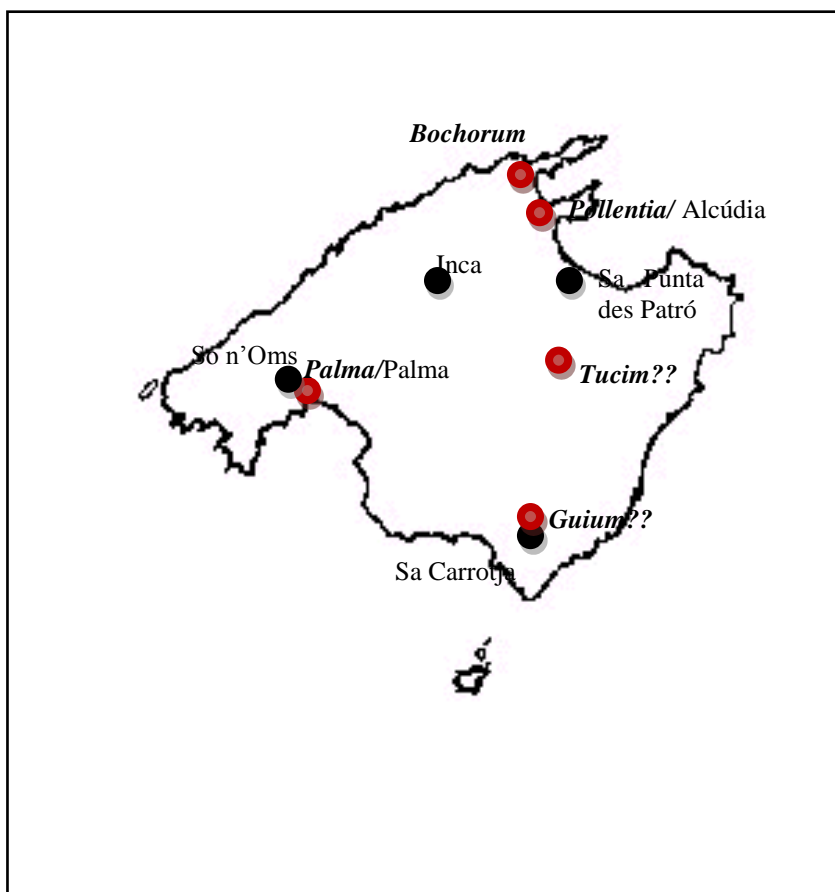 Bochorum
Pollentia/ Alcúdia
Inca
Sa Punta
des Patró
So n’Oms
Palma/Palma
Tucim??
Guium??
Sa Carrotja